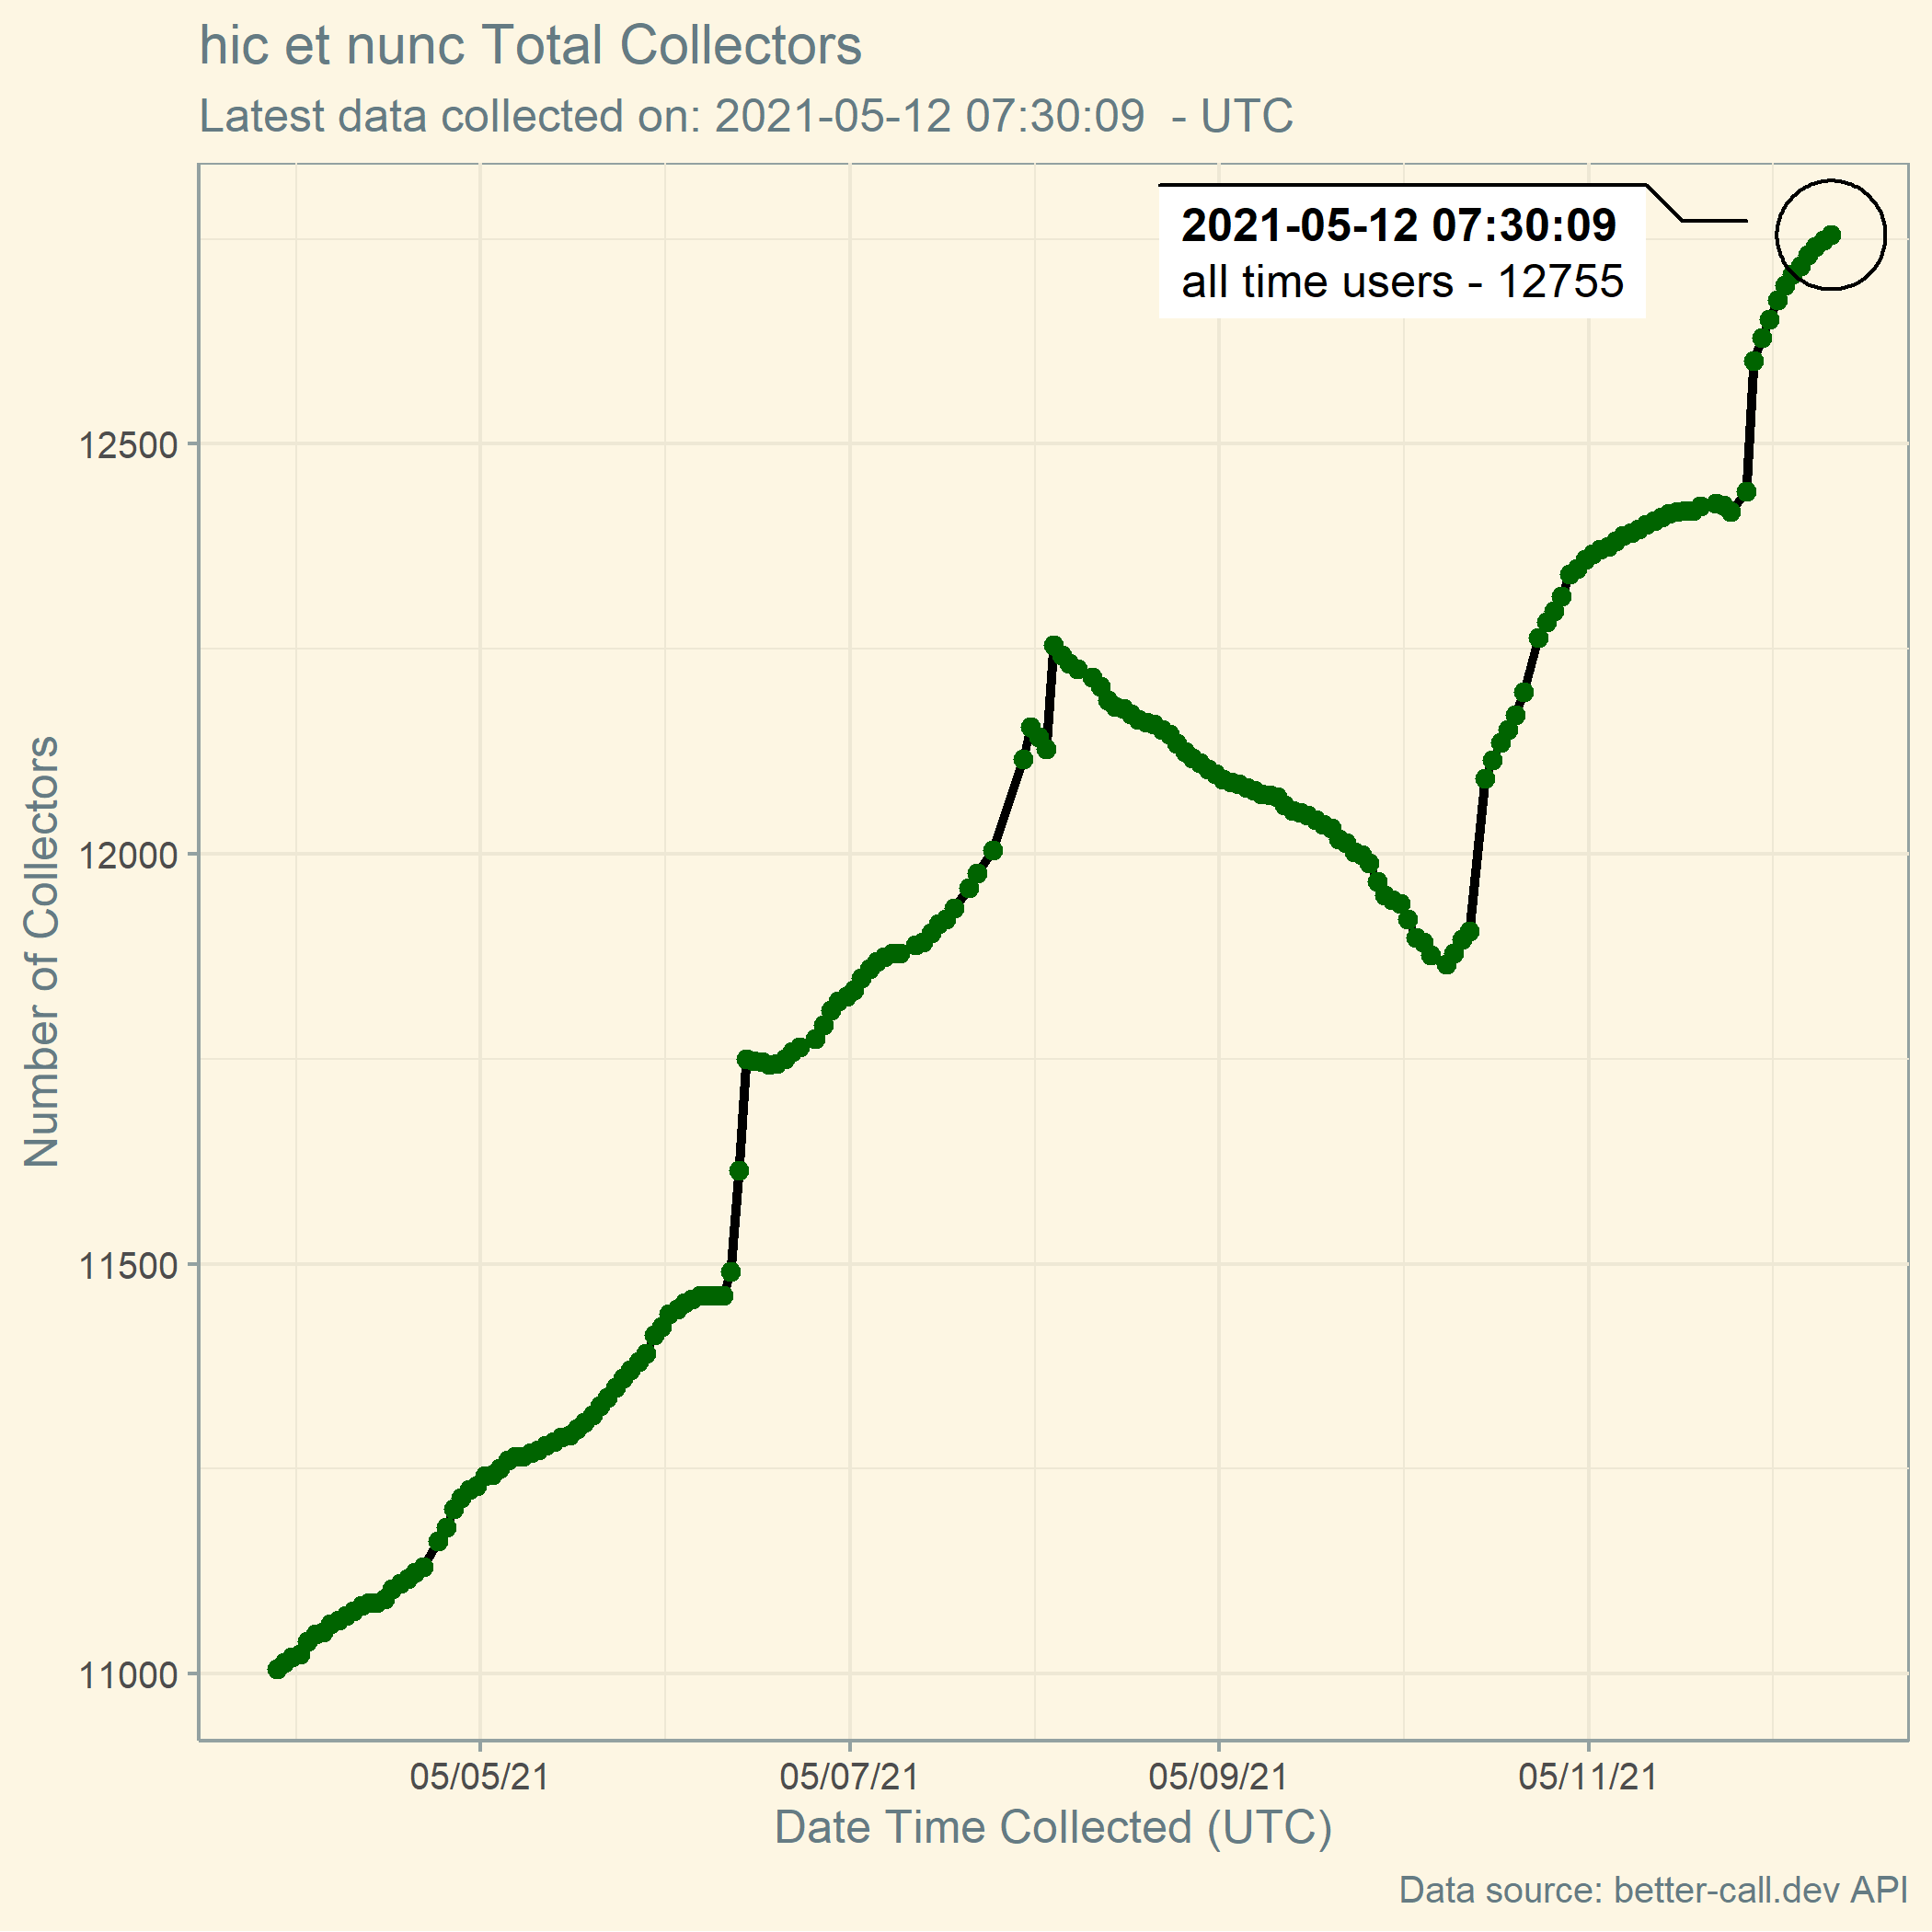 hic et nunc Total Collectors
Latest data collected on: 2021-05-12 07:30:09  - UTC
2021-05-12 07:30:09
all time users - 12755
Number of Collectors
12500
12000
11500
11000
05/05/21
05/07/21
05/09/21
05/11/21
Date Time Collected (UTC)
Data source: better-call.dev API